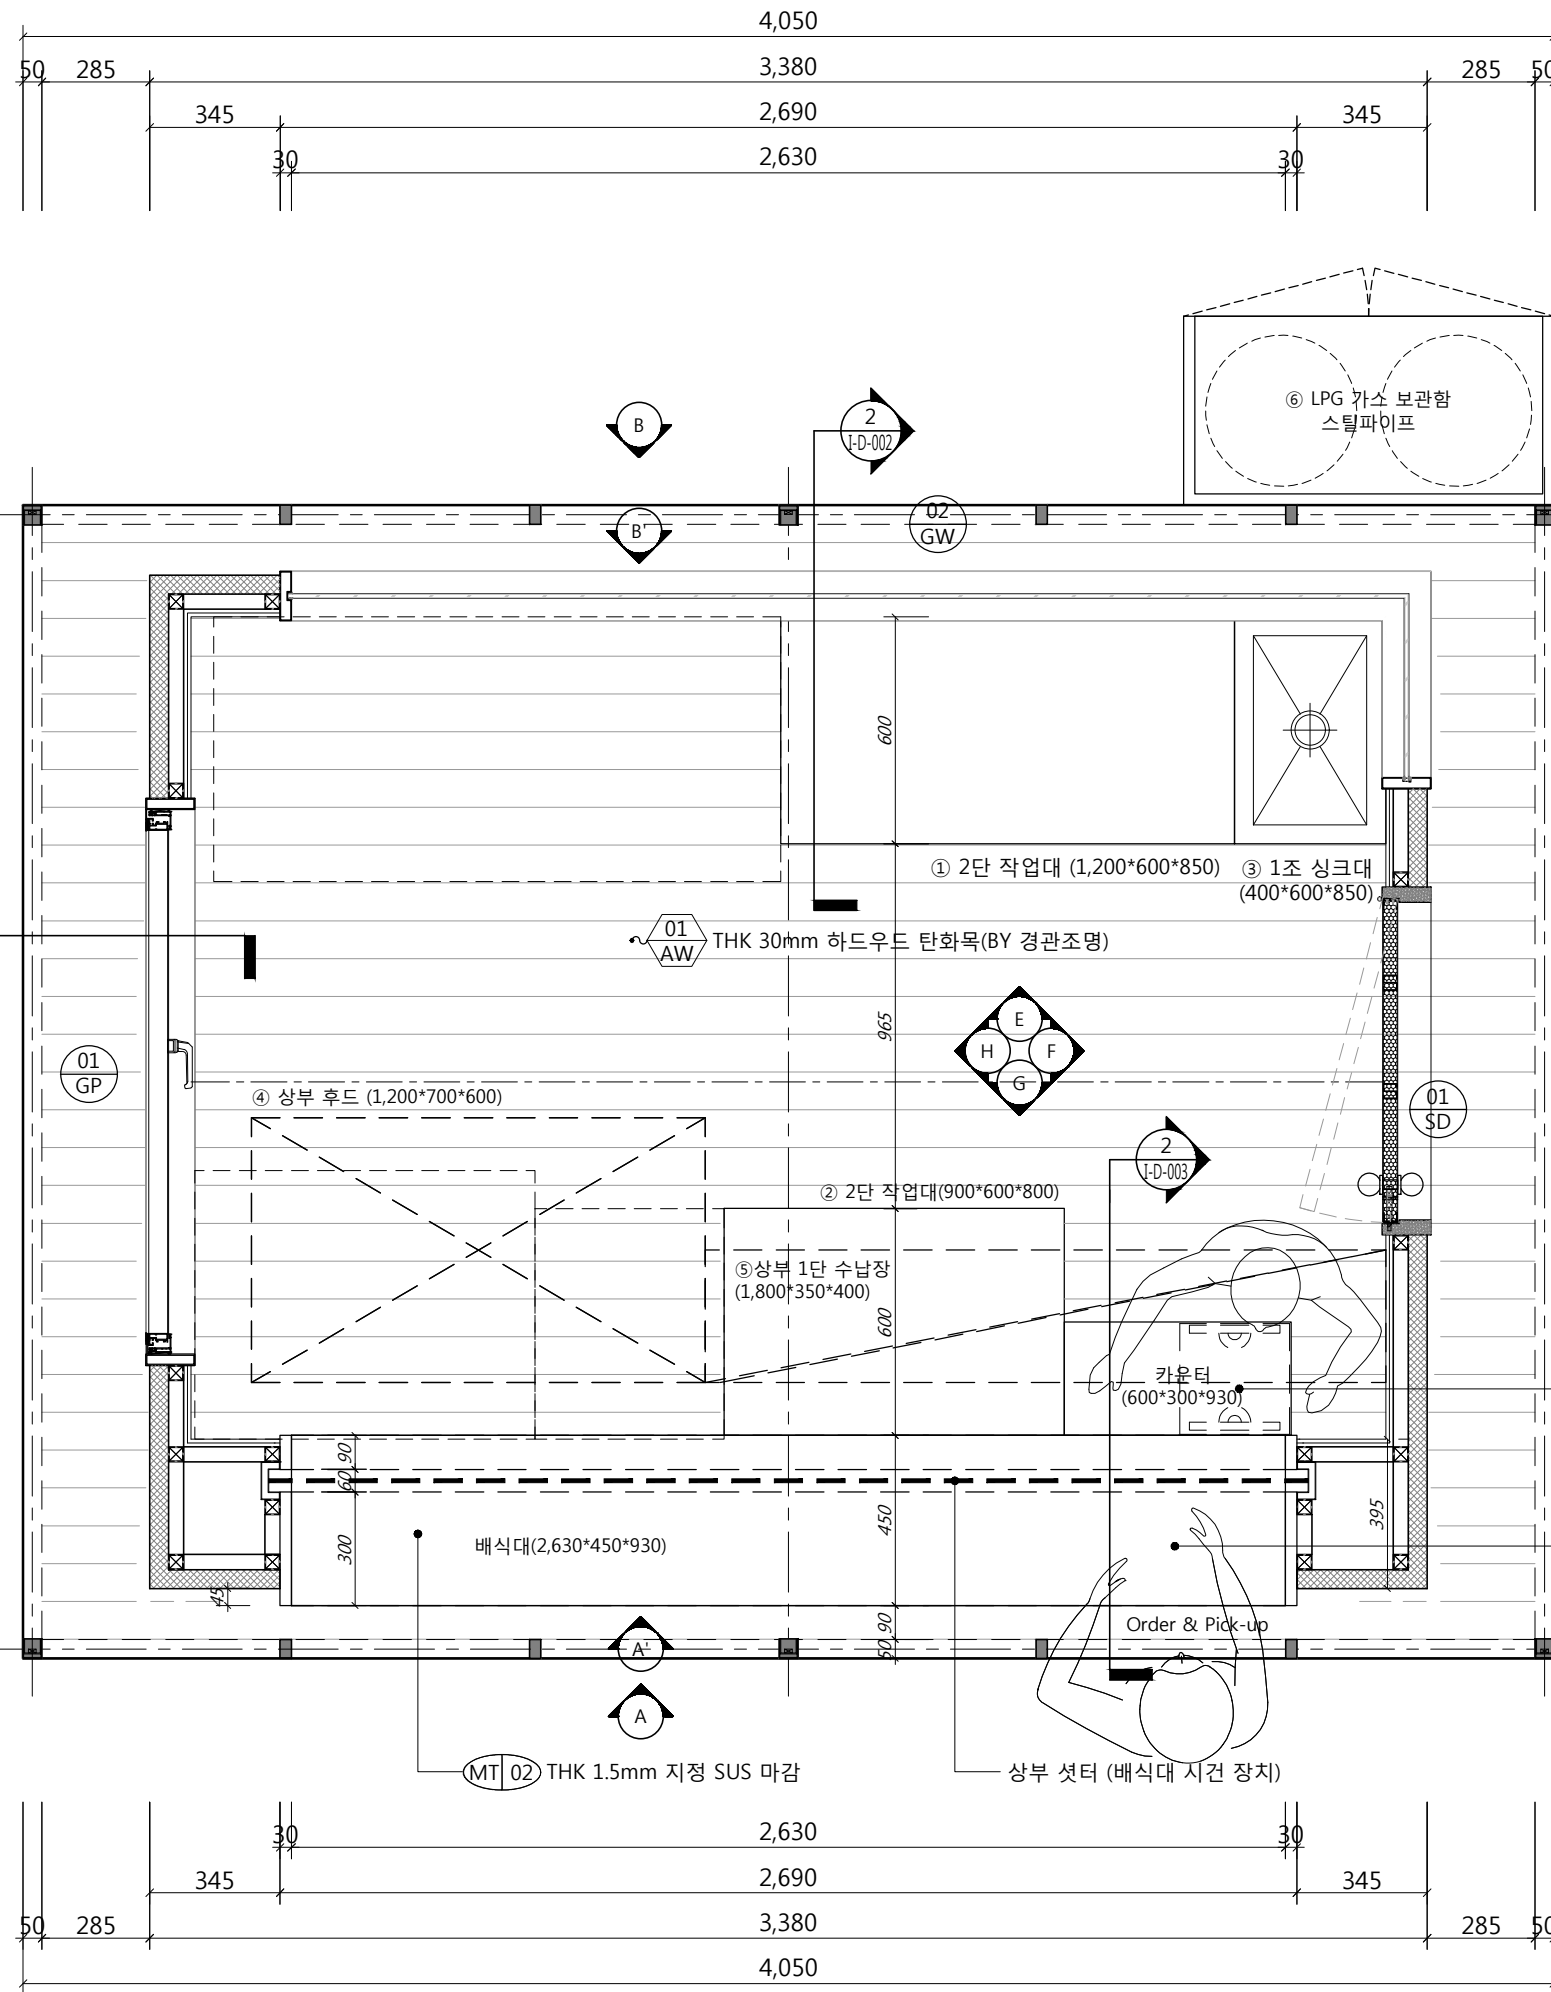 4,050
50 285 3,380 285 50
345 2,690 345
30 2,630 30
⑥ LPG 가스 보관함
스틸파이프
B
2
I-D-002
B'
02
GW
600
① 2단 작업대 (1,200*600*850)
③ 1조 싱크대
(400*600*850)
01
AW
THK 30mm 하드우드 탄화목(BY 경관조명)
965
E
H F
G
01
GP
01
SD
④ 상부 후드 (1,200*700*600)
2
I-D-003
② 2단 작업대(900*600*800)
⑤상부 1단 수납장
(1,800*350*400)
600
카운터
(600*300*930)
90
60
300
450
395
배식대(2,630*450*930)
45
90
50
Order & Pick-up
A'
A
MT 02 THK 1.5mm 지정 SUS 마감
상부 셧터 (배식대 시건 장치)
30 2,630 30
345 2,690 345
50 285 3,380 285 50
4,050